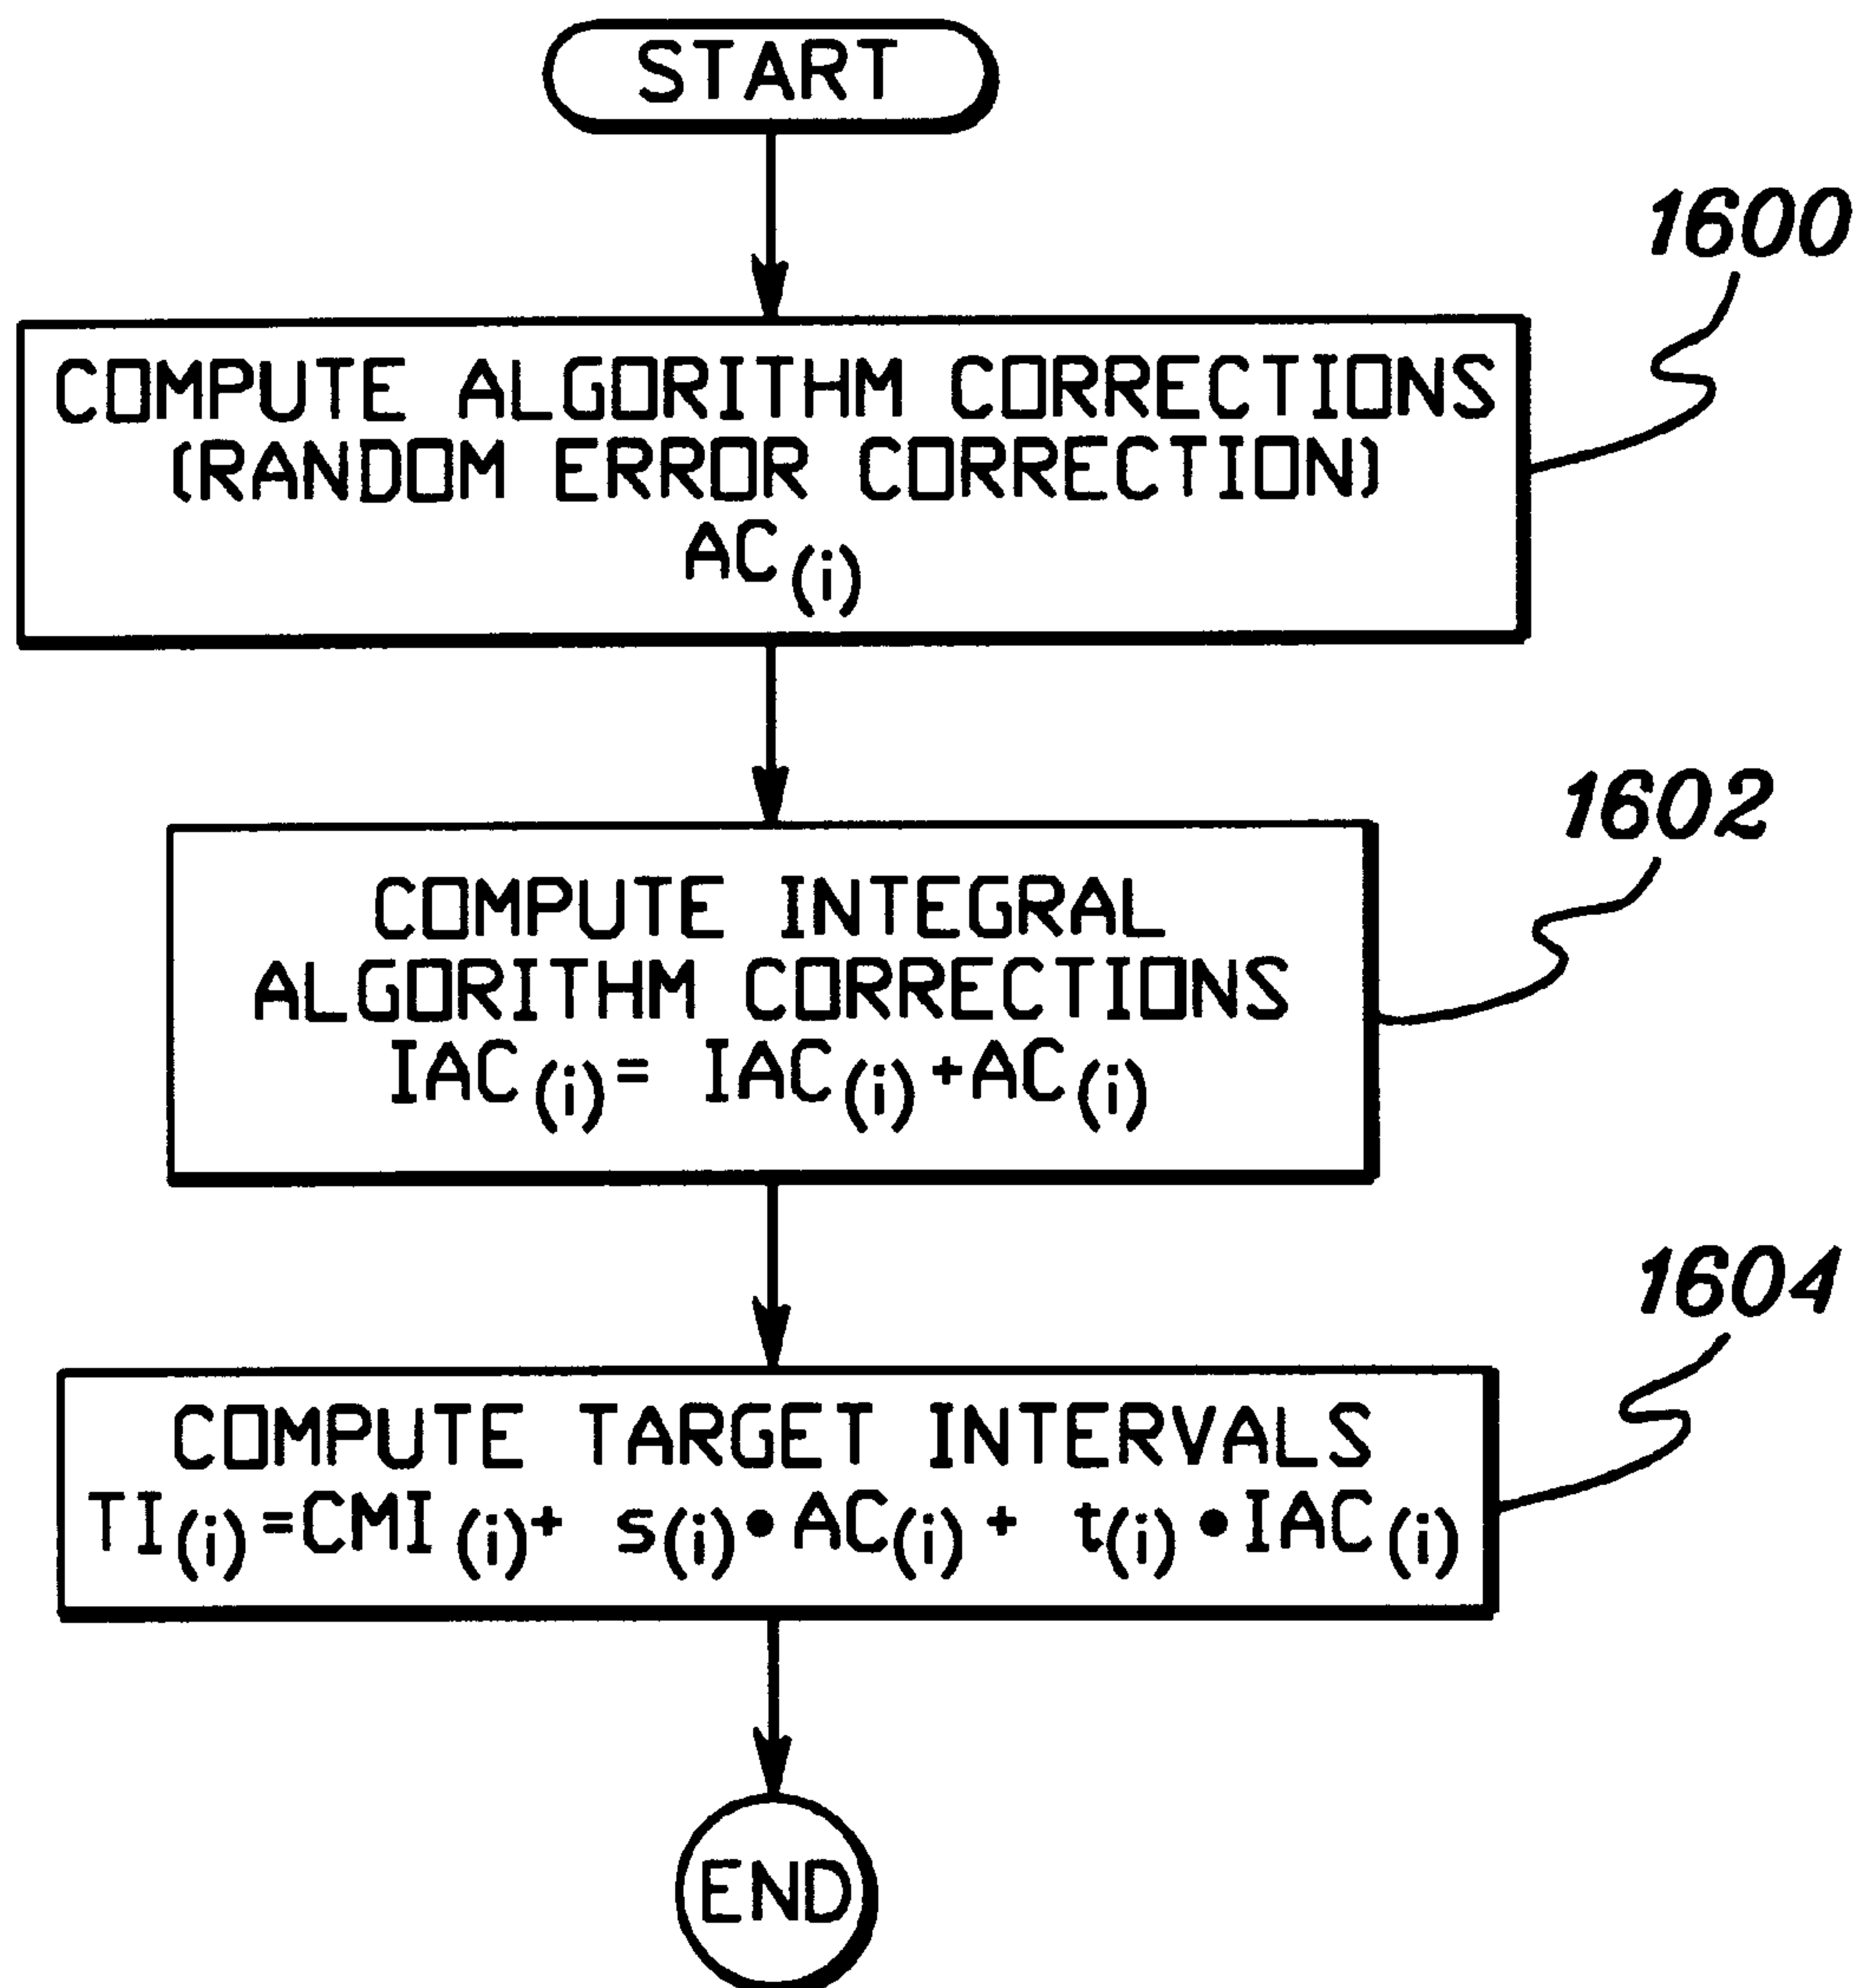 START
1600
COMPUTE ALGORITHM CORRECTIONS
(RANDOM ERROR CORRECTION)
AC(i)
1602
COMPUTE INTEGRAL
ALGORITHM CORRECTIONS
IAC(i)= IAC(i)+AC(i)
1604
COMPUTE TARGET INTERVALS
TI(i)=CMI(i)+ s(i)•AC(i)+ t(i)•IAC(i)
END